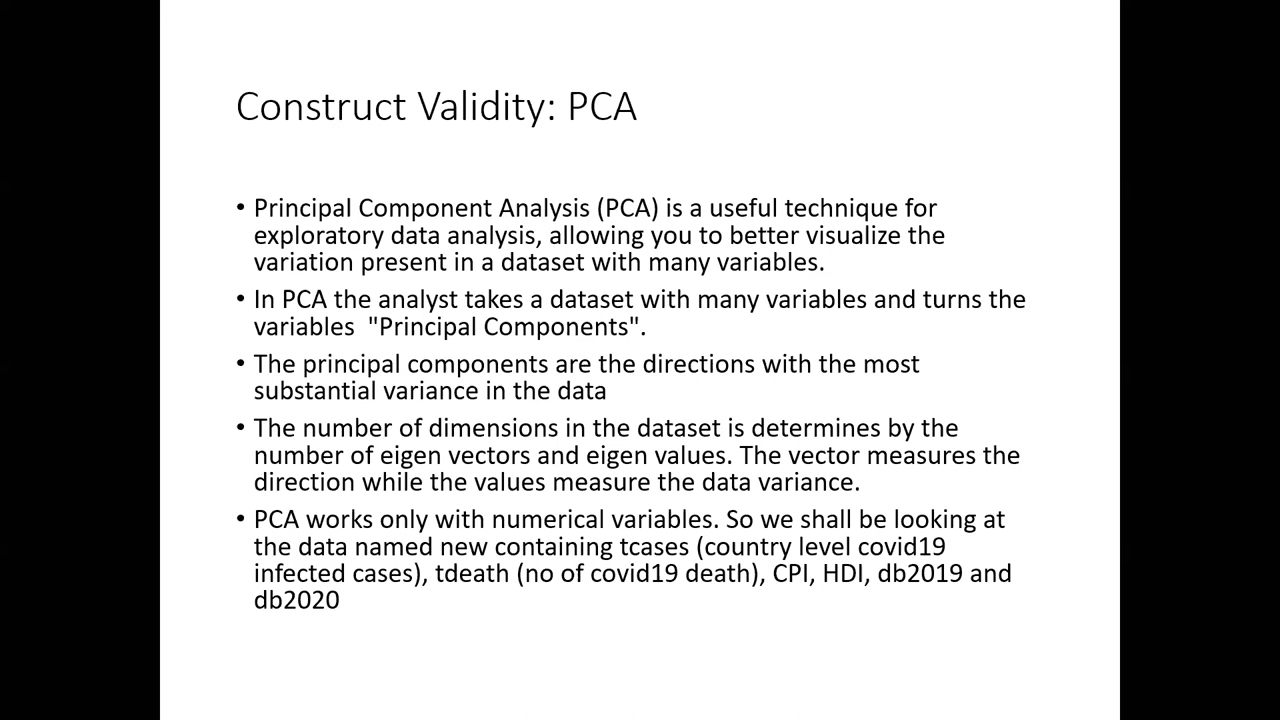 Construct Validity: PCA
• Principal Component Analysis (PCA) is a useful technique for
exploratory data analysis, allowing you to better visualize the
variation present in a dataset with many variables.
• In PCA the analyst takes a dataset with many variables and turns the
variables  "Principal Components".
• The principal components are the directions with the most
substantial variance in the data
• The number of dimensions in the dataset is determines by the
number of eigen vectors and eigen values. The vector measures the
direction while the values measure the data variance.
• PCA works only with numerical variables. So we shall be looking at
the data named new containing tcases (country level covid19
infected cases), tdeath (no of covid19 death), CPI, HDI, db2019 and
db2020